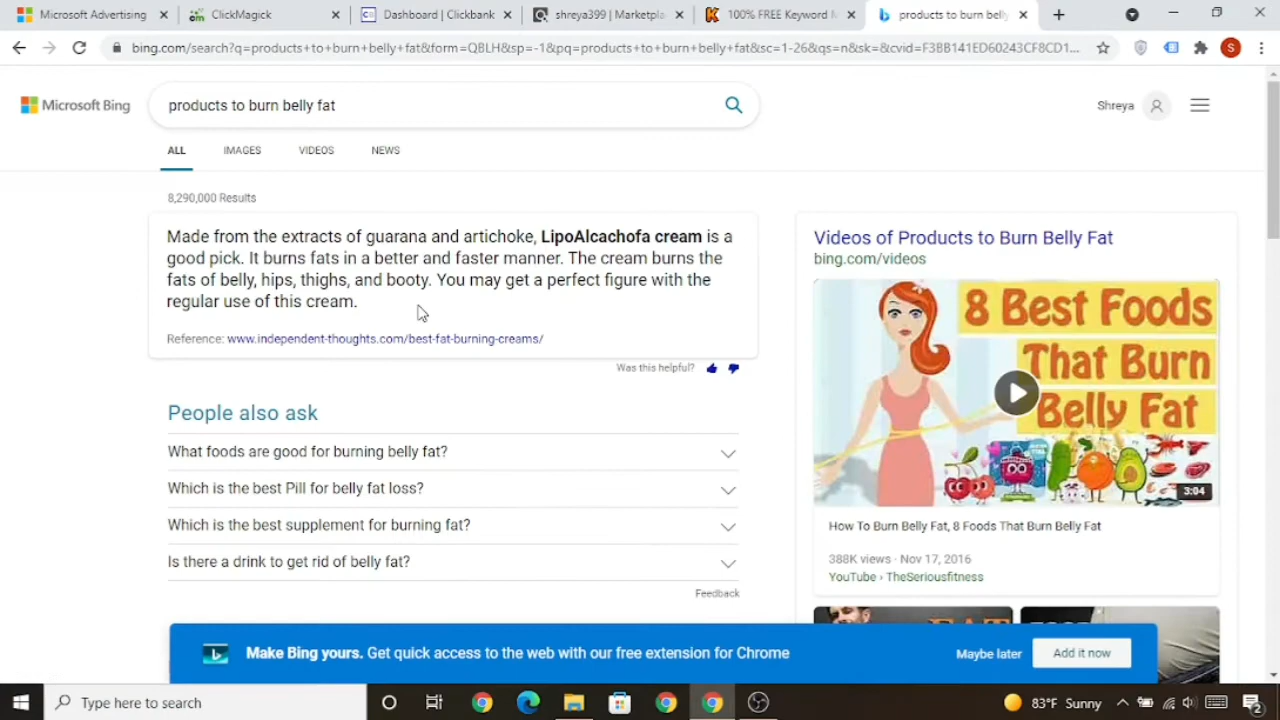 Microsoft Advertising
ClickMagick
Dashboard | Clickbank
shreya399 | Marketpla
100% FREE Keyword
products to burn belly
bing.com/search?q=products+to+burn+belly+fat&form=QBLH&sp=-1&pq=products+to+burn+belly+fat&sc=1-26&qs=n&sk=&cvid=F3BB141ED60243CF8CD1...
S
Microsoft Bing
products to burn belly fat
Shreya
ALL
IMAGES
VIDEOS
NEWS
8,290,000 Results
Made from the extracts of guarana and artichoke, LipoAlcachofa cream is a
good pick. It burns fats in a better and faster manner. The cream burns the
fats of belly, hips, thighs, and booty. You may get a perfect figure with the
regular use of this cream.
Reference: www.independent-thoughts.com/best-fat-burning-creams/
Was this helpful?
People also ask
What foods are good for burning belly fat?
Which is the best Pill for belly fat loss?
Which is the best supplement for burning fat?
Is there a drink to get rid of belly fat?
Feedback
Videos of Products to Burn Belly Fat
bing.com/videos
8 Best Foods
That Burn
Belly Fat
3:04
How To Burn Belly Fat, 8 Foods That Burn Belly Fat
388K views · Nov 17, 2016
YouTube › TheSeriousfitness
Make Bing yours. Get quick access to the web with our free extension for Chrome
Maybe later
Add it now
Type here to search
83°F Sunny
2